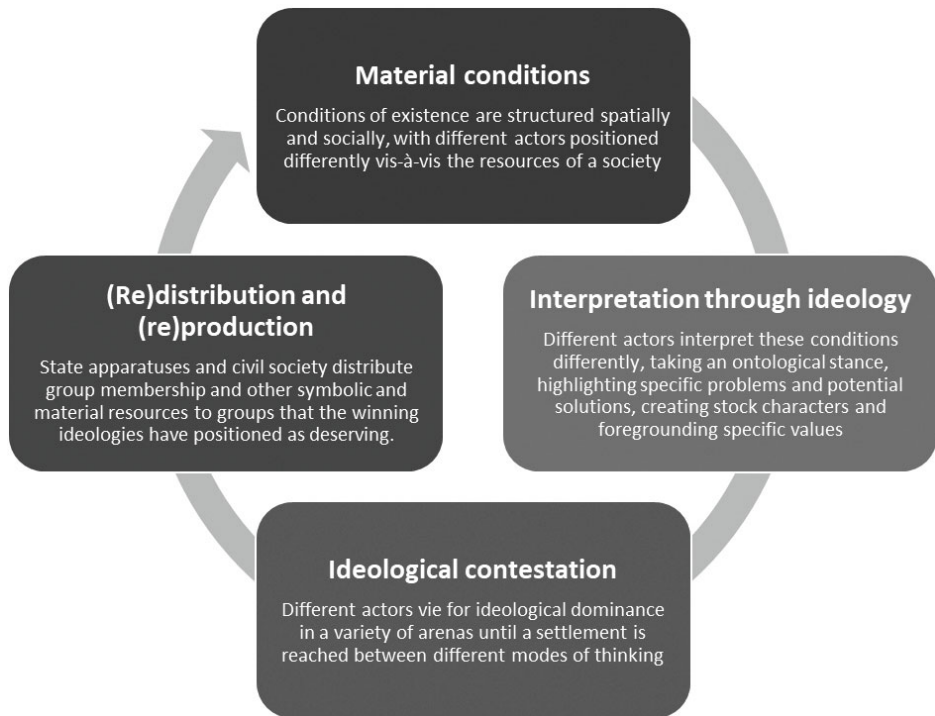 Material conditions
Conditions of existence are structured spatially
and socially, with different actors positioned
differently vis-à-vis the resources of a society
Interpretation through ideology
Different actors interpret these conditions
differently, taking an ontological stance,
highlighting specific problems and potential
solutions, creating stock characters and
foregrounding specific values
Ideological contestation
Different actors vie for ideological dominance
in a variety of arenas until a settlement is
reached between different modes of thinking
(Re)distribution and
(re)production
State apparatuses and civil society distribute
group membership and other symbolic and
material resources to groups that the winning
ideologies have positioned as deserving.